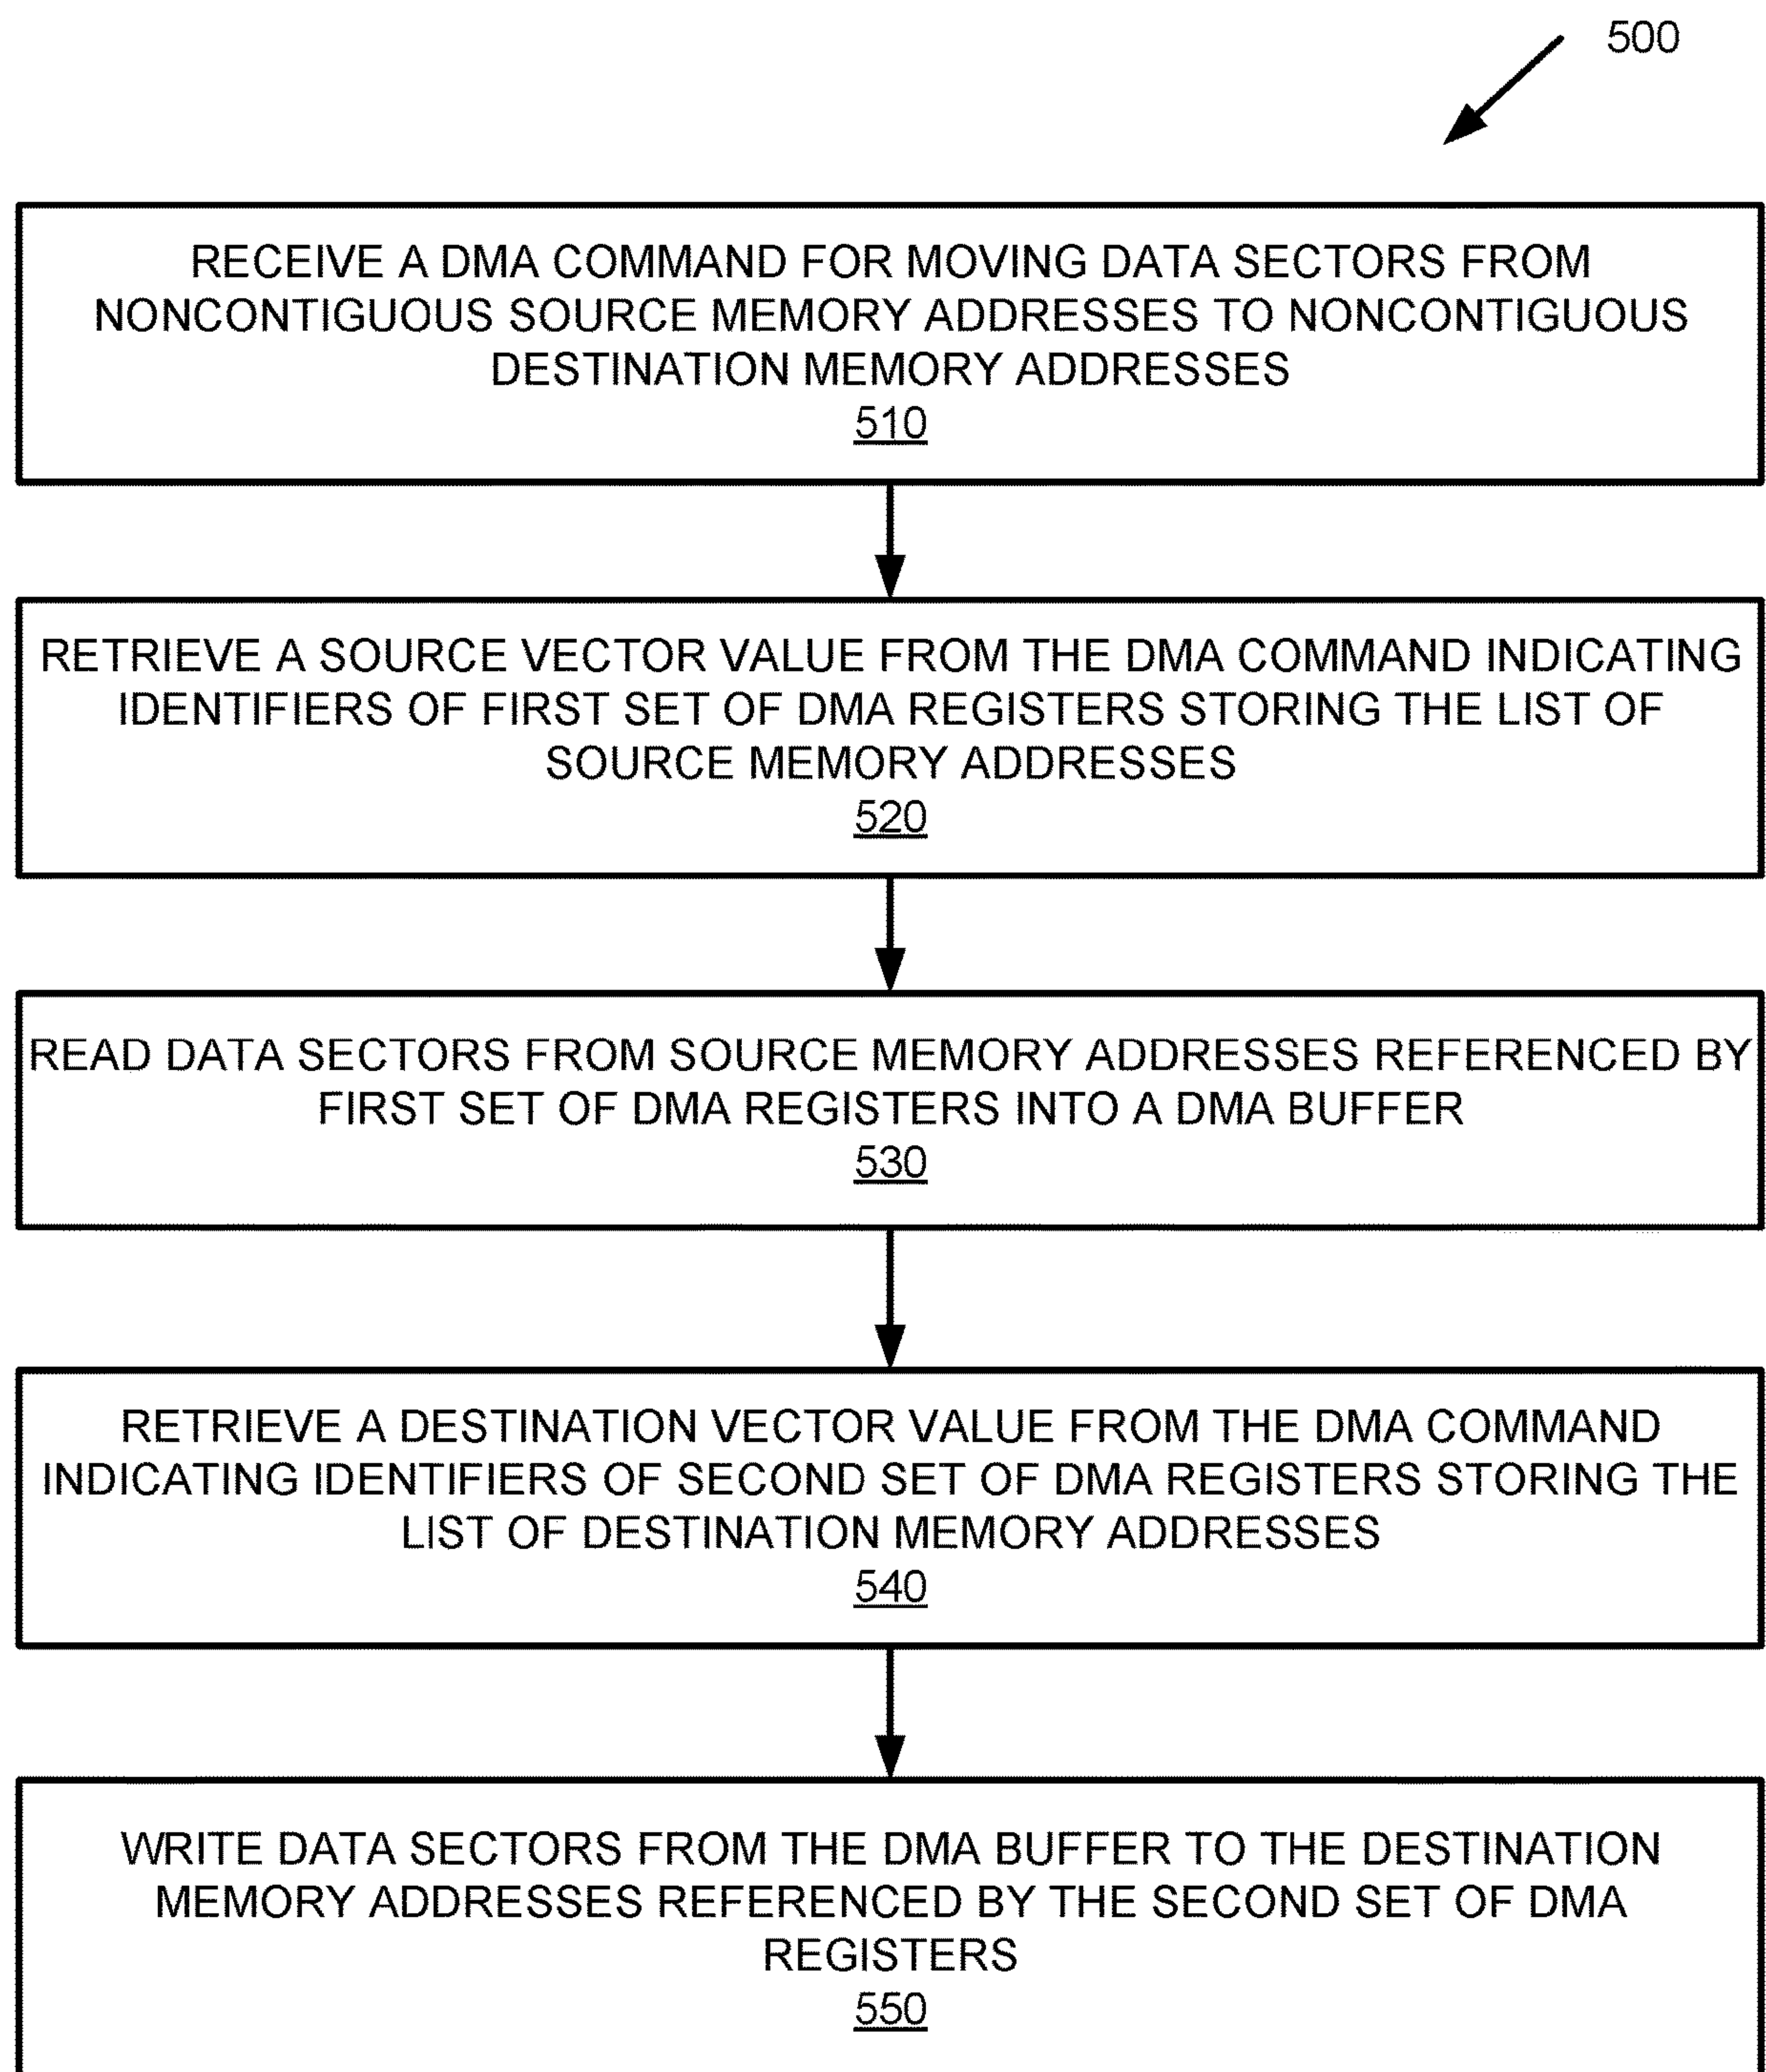 500
RECEIVE A DMA COMMAND FOR MOVING DATA SECTORS FROM
NONCONTIGUOUS SOURCE MEMORY ADDRESSES TO NONCONTIGUOUS
DESTINATION MEMORY ADDRESSES
510
RETRIEVE A SOURCE VECTOR VALUE FROM THE DMA COMMAND INDICATING
IDENTIFIERS OF FIRST SET OF DMA REGISTERS STORING THE LIST OF
SOURCE MEMORY ADDRESSES
520
READ DATA SECTORS FROM SOURCE MEMORY ADDRESSES REFERENCED BY
FIRST SET OF DMA REGISTERS INTO A DMA BUFFER
530
RETRIEVE A DESTINATION VECTOR VALUE FROM THE DMA COMMAND
INDICATING IDENTIFIERS OF SECOND SET OF DMA REGISTERS STORING THE
LIST OF DESTINATION MEMORY ADDRESSES
540
WRITE DATA SECTORS FROM THE DMA BUFFER TO THE DESTINATION
MEMORY ADDRESSES REFERENCED BY THE SECOND SET OF DMA
REGISTERS
550